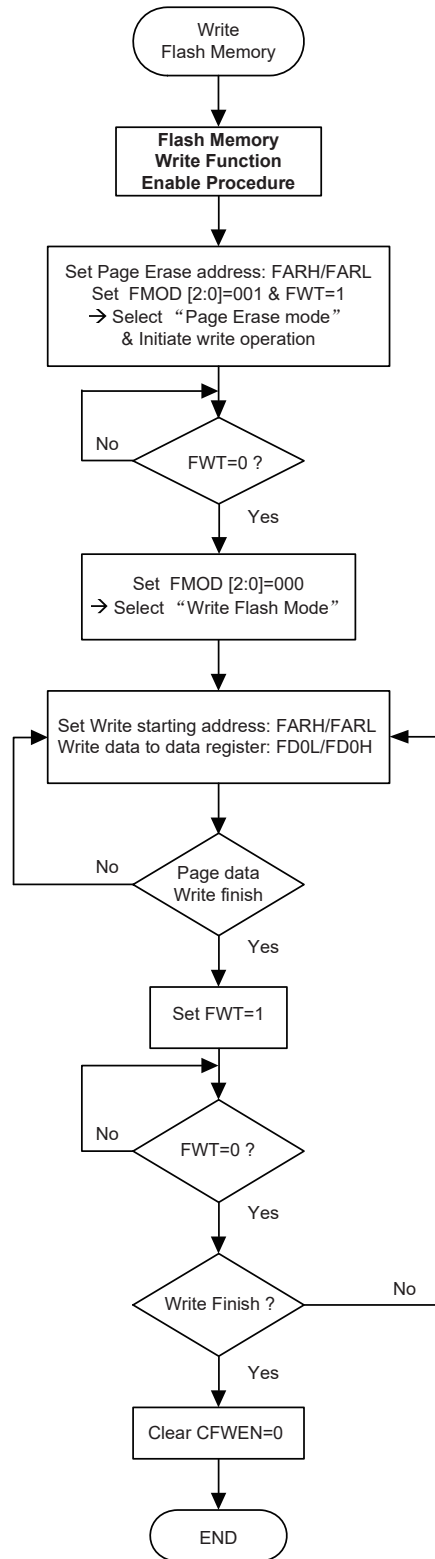 Write
Flash Memory
Flash Memory
Write Function
Enable Procedure
Set Page Erase address: FARH/FARL
Set FMOD [2:0]=001 & FWT=1
→ Select “Page Erase mode”
& Initiate write operation
No
FWT=0 ?
Yes
Set FMOD [2:0]=000
→ Select “Write Flash Mode”
Set Write starting address: FARH/FARL
Write data to data register: FD0L/FD0H
No
Page data
Write finish
Yes
Set FWT=1
No
FWT=0 ?
Yes
Write Finish ?
No
Yes
Clear CFWEN=0
END